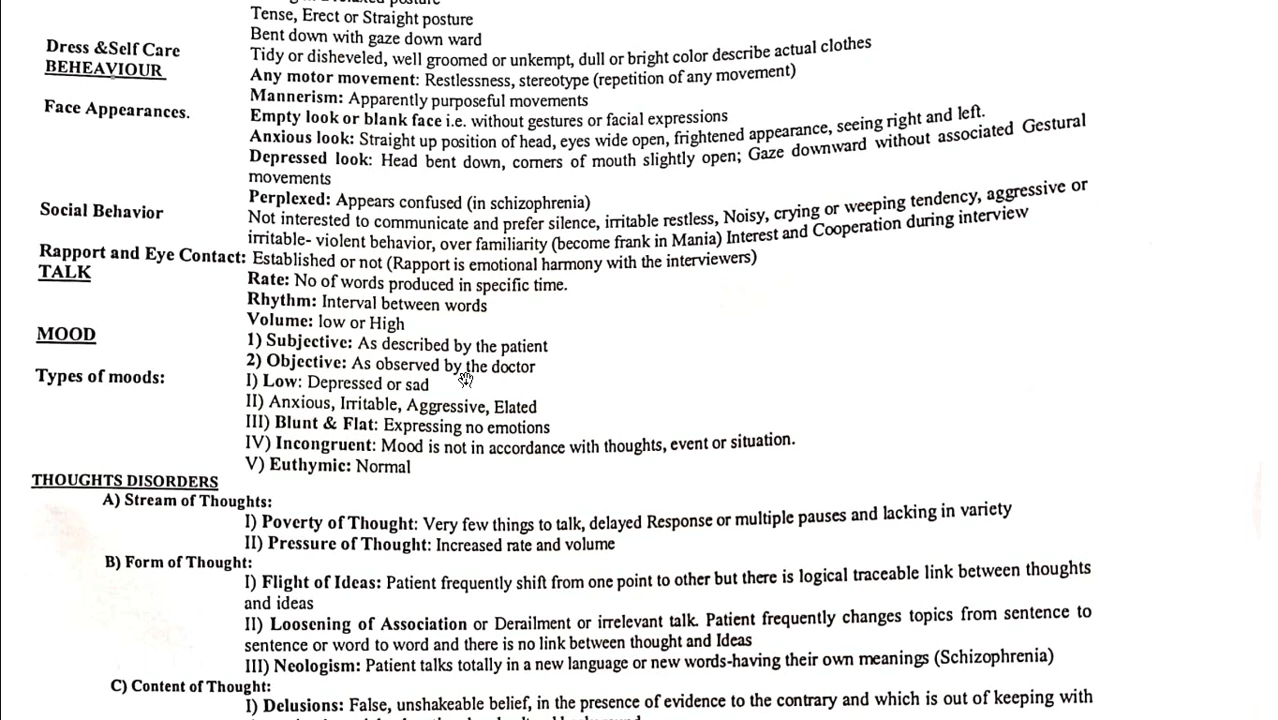 posture
Tense, Erect or Straight posture
Bent down with gaze down ward
Dress &Self Care Tidy or disheveled, well groomed or unkempt, dull or bright color describe actual clothes
BEHEAVIOUR Any motor movement: Restlessness, stereotype (repetition of any movement)
Mannerism: Apparently purposeful movements
Face Appearances. Empty look or blank face i.e. without gestures or facial expressions
Anxious look: Straight up position of head, eyes wide open, frightened appearance, seeing right and left.
Depressed look: Head bent down, corners of mouth slightly open; Gaze downward without associated Gestural
movements
Perplexed: Appears confused (in schizophrenia)
Social Behavior Not interested to communicate and prefer silence, irritable restless, Noisy, crying or weeping tendency, aggressive or
irritable- violent behavior, over familiarity (become frank in Mania) Interest and Cooperation during interview
Rapport and Eye Contact: Established or not (Rapport is emotional harmony with the interviewers)
TALK Rate: No of words produced in specific time.
Rhythm: Interval between words
Volume: low or High
MOOD 1) Subjective: As described by the patient
2) Objective: As observed by the doctor
Types of moods: I) Low: Depressed or sad
II) Anxious, Irritable, Aggressive, Elated
III) Blunt & Flat: Expressing no emotions
IV) Incongruent: Mood is not in accordance with thoughts, event or situation.
V) Euthymic: Normal
THOUGHTS DISORDERS
A) Stream of Thoughts:
I) Poverty of Thought: Very few things to talk, delayed Response or multiple pauses and lacking in variety
II) Pressure of Thought: Increased rate and volume
B) Form of Thought:
I) Flight of Ideas: Patient frequently shift from one point to other but there is logical traceable link between thoughts
and ideas
II) Loosening of Association or Derailment or irrelevant talk. Patient frequently changes topics from sentence to
sentence or word to word and there is no link between thought and Ideas
III) Neologism: Patient talks totally in a new language or new words-having their own meanings (Schizophrenia)
C) Content of Thought:
I) Delusions: False, unshakeable belief, in the presence of evidence to the contrary and which is out of keeping with